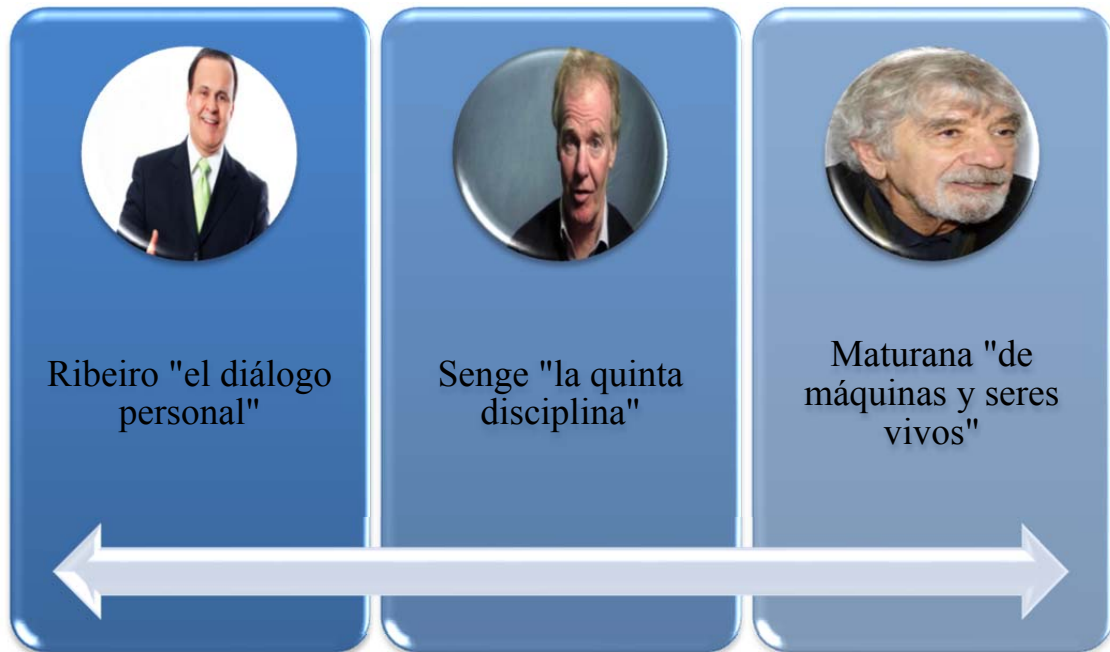 Ribeiro "el diálogo
personal"
Senge "la quinta
disciplina"
Maturana "de
máquinas y seres
vivos"